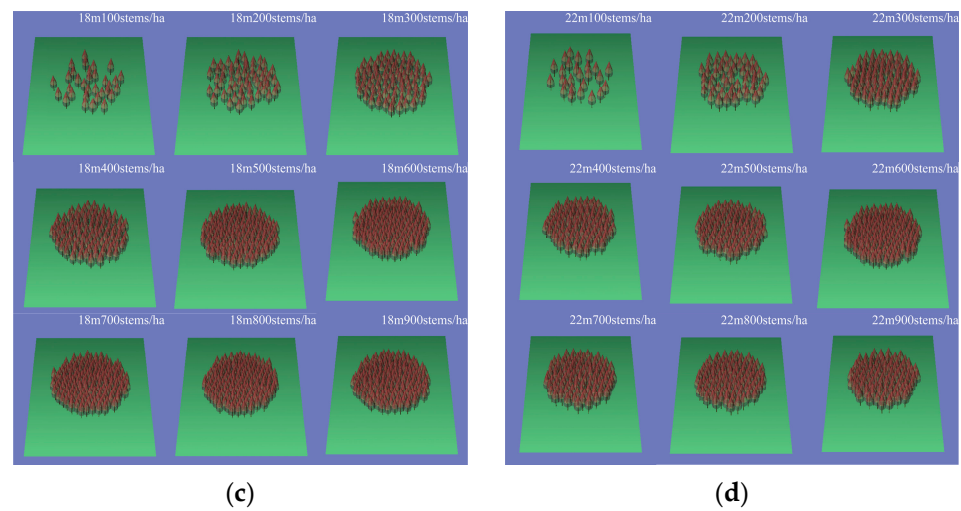 18m100stems/ha 18m200stems/ha 18m300stems/ha
18m400stems/ha 18m500stems/ha 18m600stems/ha
18m700stems/ha 18m800stems/ha 18m900stems/ha
(c)
22m100stems/ha 22m200stems/ha 22m300stems/ha
22m400stems/ha 22m500stems/ha 22m600stems/ha
22m700stems/ha 22m800stems/ha 22m900stems/ha
(d)